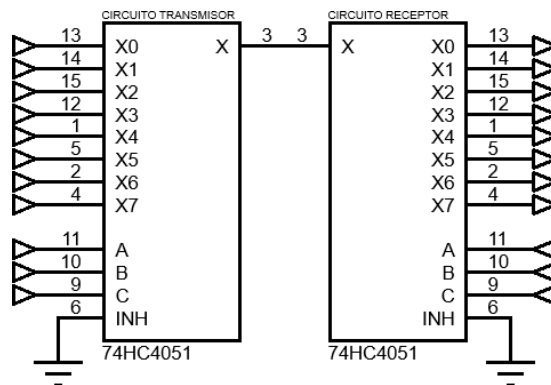 CIRCUITO TRANSMISOR CIRCUITO RECEPTOR
13 X0 X 3 3 X X0 13
14 X1 X1 14
15 X2 X2 15
12 X3 X3 12
1 X4 X4 1
5 X5 X5 5
2 X6 X6 2
4 X7 X7 4
11 A A 11
10 B B 10
9 C C 9
6 INH INH 6
74HC4051 74HC4051